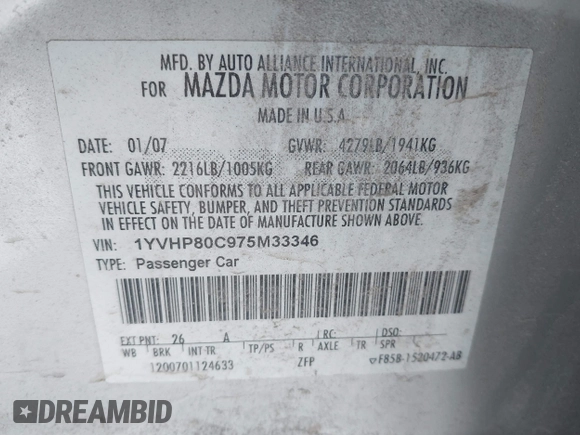 MFD. BY AUTO ALLIANCE INTERNATIONAL, INC.
FOR MAZDA MOTOR CORPORATION
MADE IN U.S.A
DATE: 01/07 GVWR: 4279LB/1941KG
FRONT GAWR: 2216LB/1005KG REAR GAWR: 2064LB/936KG
THIS VEHICLE CONFORMS TO ALL APPLICABLE FEDERAL MOTOR
VEHICLE SAFETY, BUMPER, AND THEFT PREVENTION STANDARDS
IN EFFECT ON THE DATE OF MANUFACTURE SHOWN ABOVE.
VIN: 1YVHP80C975M33346
TYPE: Passenger Car
EXT PNT: 26 A RC: DSO:
WB BRK INT TR TP/PS R AXLE TR SPR
1200701124633 ZFP F85B-1520472-AB
DREAMBID